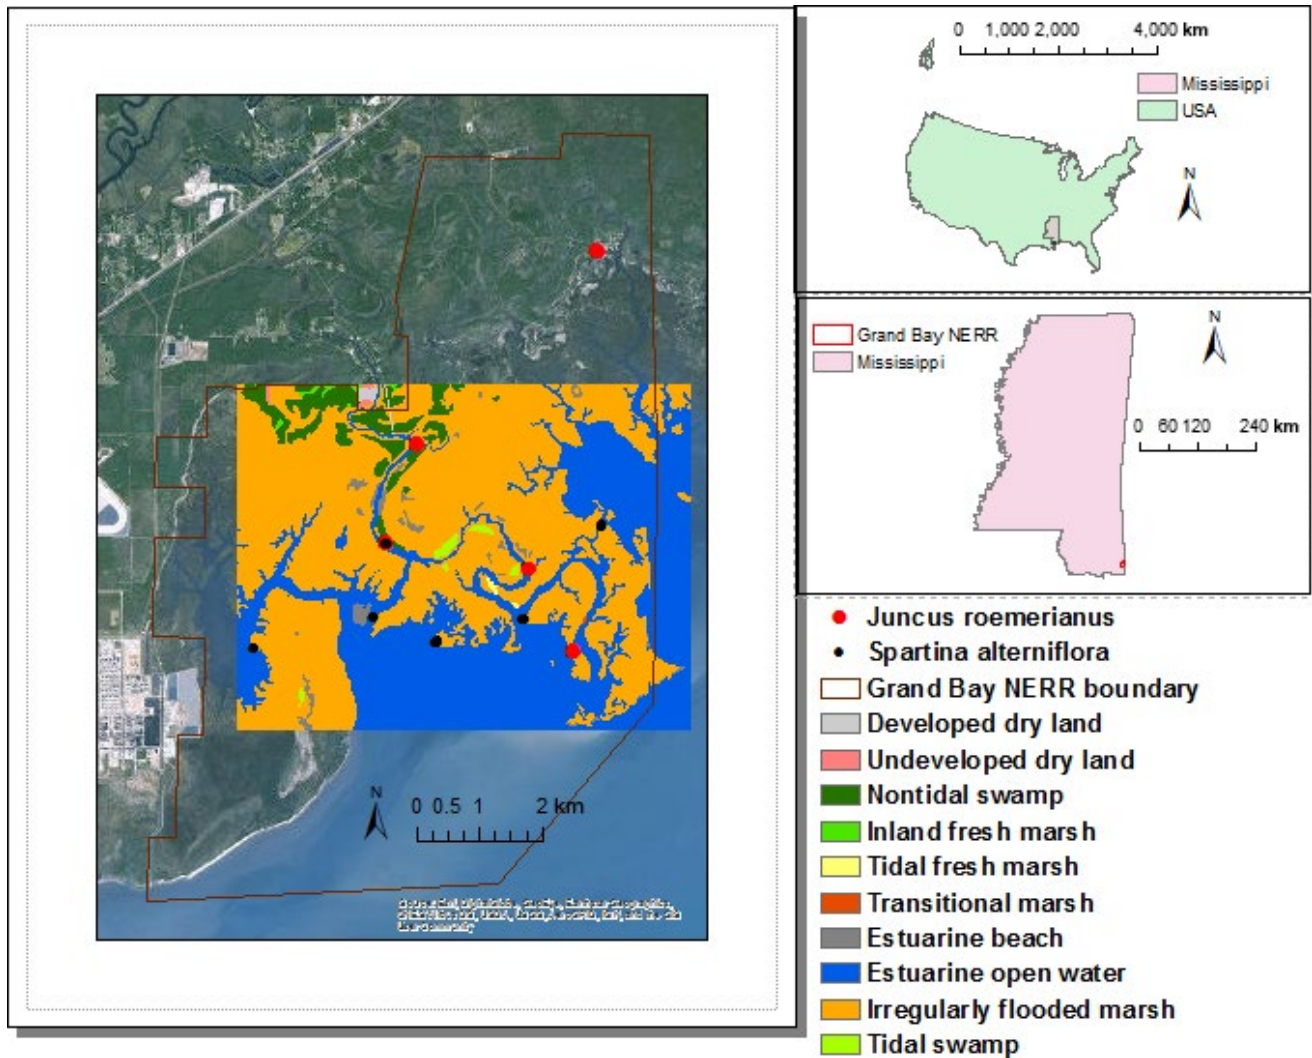 N
0 0.5 1 2 km
0 1,000 2,000 4,000 km
Mississippi
USA
N
Grand Bay NERR
Mississippi
N
0 60 120 240 km
Juncus roemerianus
Spartina alterniflora
Grand Bay NERR boundary
Developed dry land
Undeveloped dry land
Nontidal swamp
Inland fresh marsh
Tidal fresh marsh
Transitional marsh
Estuarine beach
Estuarine open water
Irregularly flooded marsh
Tidal swamp